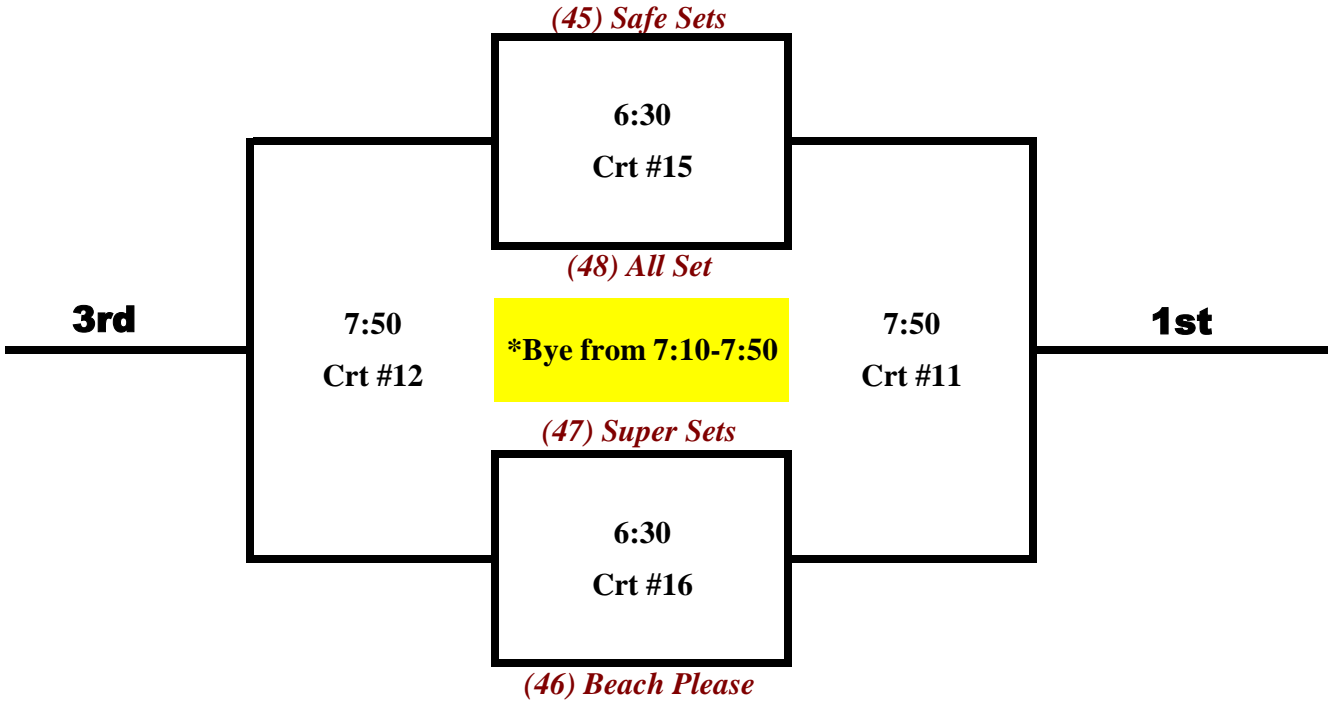 (45) Safe Sets
6:30
Crt #15
(48) All Set
3rd
7:50
Crt #12
*Bye from 7:10-7:50
7:50
Crt #11
1st
(47) Super Sets
6:30
Crt #16
(46) Beach Please